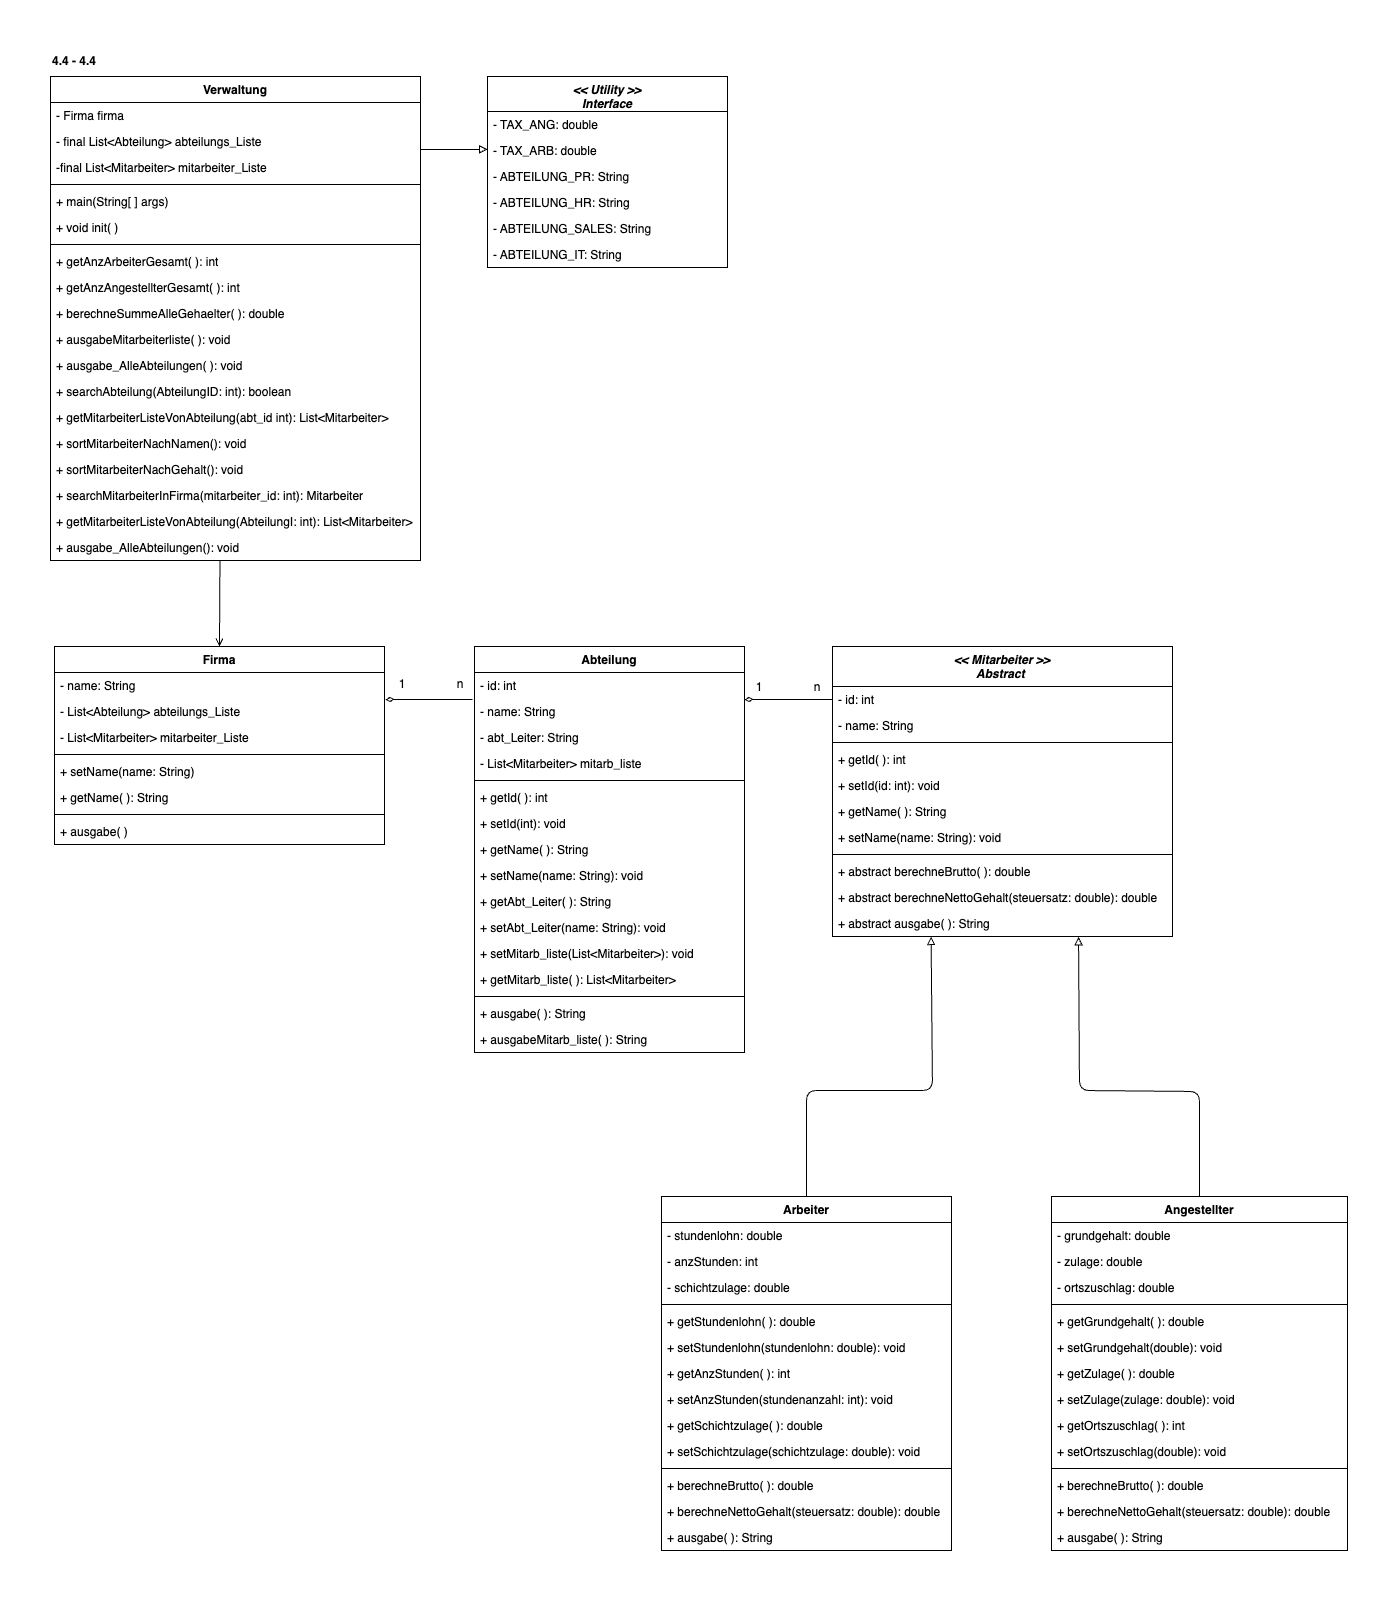 4.4 - 4.4
Verwaltung
- Firma firma
- final List<Abteilung> abteilungs_Liste
-final List<Mitarbeiter> mitarbeiter_Liste
+ main(String[ ] args)
+ void init( )
+ getAnzArbeiterGesamt( ): int
+ getAnzAngestellterGesamt( ): int
+ berechneSummeAlleGehaelter( ): double
+ ausgabeMitarbeiterliste( ): void
+ ausgabe_AlleAbteilungen( ): void
+ searchAbteilung(AbteilungID: int): boolean
+ getMitarbeiterListeVonAbteilung(abt_id int): List<Mitarbeiter>
+ sortMitarbeiterNachNamen(): void
+ sortMitarbeiterNachGehalt(): void
+ searchMitarbeiterInFirma(mitarbeiter_id: int): Mitarbeiter
+ getMitarbeiterListeVonAbteilung(AbteilungI: int): List<Mitarbeiter>
+ ausgabe_AlleAbteilungen(): void
<< Utility >>
Interface
- TAX_ANG: double
- TAX_ARB: double
- ABTEILUNG_PR: String
- ABTEILUNG_HR: String
- ABTEILUNG_SALES: String
- ABTEILUNG_IT: String
Firma
- name: String
- List<Abteilung> abteilungs_Liste
- List<Mitarbeiter> mitarbeiter_Liste
+ setName(name: String)
+ getName( ): String
+ ausgabe( )
1
n
Abteilung
- id: int
- name: String
- abt_Leiter: String
- List<Mitarbeiter> mitarb_liste
+ getId( ): int
+ setId(int): void
+ getName( ): String
+ setName(name: String): void
+ getAbt_Leiter( ): String
+ setAbt_Leiter(name: String): void
+ setMitarb_liste(List<Mitarbeiter>): void
+ getMitarb_liste( ): List<Mitarbeiter>
+ ausgabe( ): String
+ ausgabeMitarb_liste( ): String
1
n
<< Mitarbeiter >>
Abstract
- id: int
- name: String
+ getId( ): int
+ setId(id: int): void
+ getName( ): String
+ setName(name: String): void
+ abstract berechneBrutto( ): double
+ abstract berechneNettoGehalt(steuersatz: double): double
+ abstract ausgabe( ): String
Arbeiter
- stundenlohn: double
- anzStunden: int
- schichtzulage: double
+ getStundenlohn( ): double
+ setStundenlohn(stundenlohn: double): void
+ getAnzStunden( ): int
+ setAnzStunden(stundenanzahl: int): void
+ getSchichtzulage( ): double
+ setSchichtzulage(schichtzulage: double): void
+ berechneBrutto( ): double
+ berechneNettoGehalt(steuersatz: double): double
+ ausgabe( ): String
Angestellter
- grundgehalt: double
- zulage: double
- ortszuschlag: double
+ getGrundgehalt( ): double
+ setGrundgehalt(double): void
+ getZulage( ): double
+ setZulage(zulage: double): void
+ getOrtszuschlag( ): int
+ setOrtszuschlag(double): void
+ berechneBrutto( ): double
+ berechneNettoGehalt(steuersatz: double): double
+ ausgabe( ): String